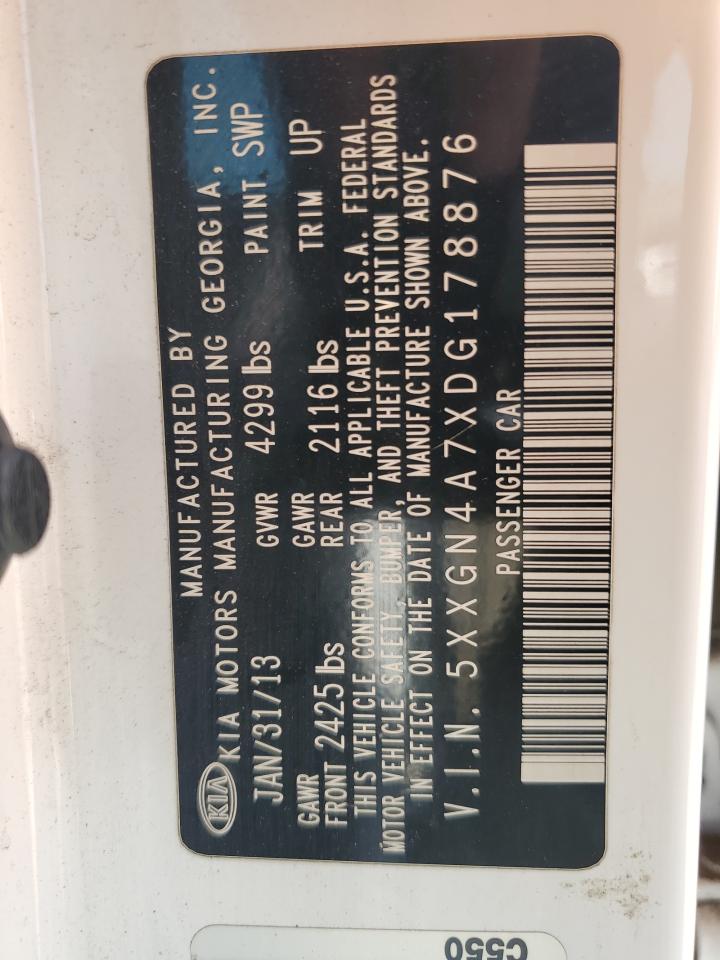 MANUFACTURED BY
KIA KIA MOTORS MANUFACTURING GEORGIA, INC.
JAN/31/13 GVWR 4299 lbs PAINT SWP
GAWR FRONT 2425 lbs GAWR REAR 2116 lbs TRIM UP
THIS VEHICLE CONFORMS TO ALL APPLICABLE U.S.A. FEDERAL
MOTOR VEHICLE SAFETY, BUMPER, AND THEFT PREVENTION STANDARDS
IN EFFECT ON THE DATE OF MANUFACTURE SHOWN ABOVE.
V.I.N. 5XXGN4A7XDG178876
PASSENGER CAR
C550